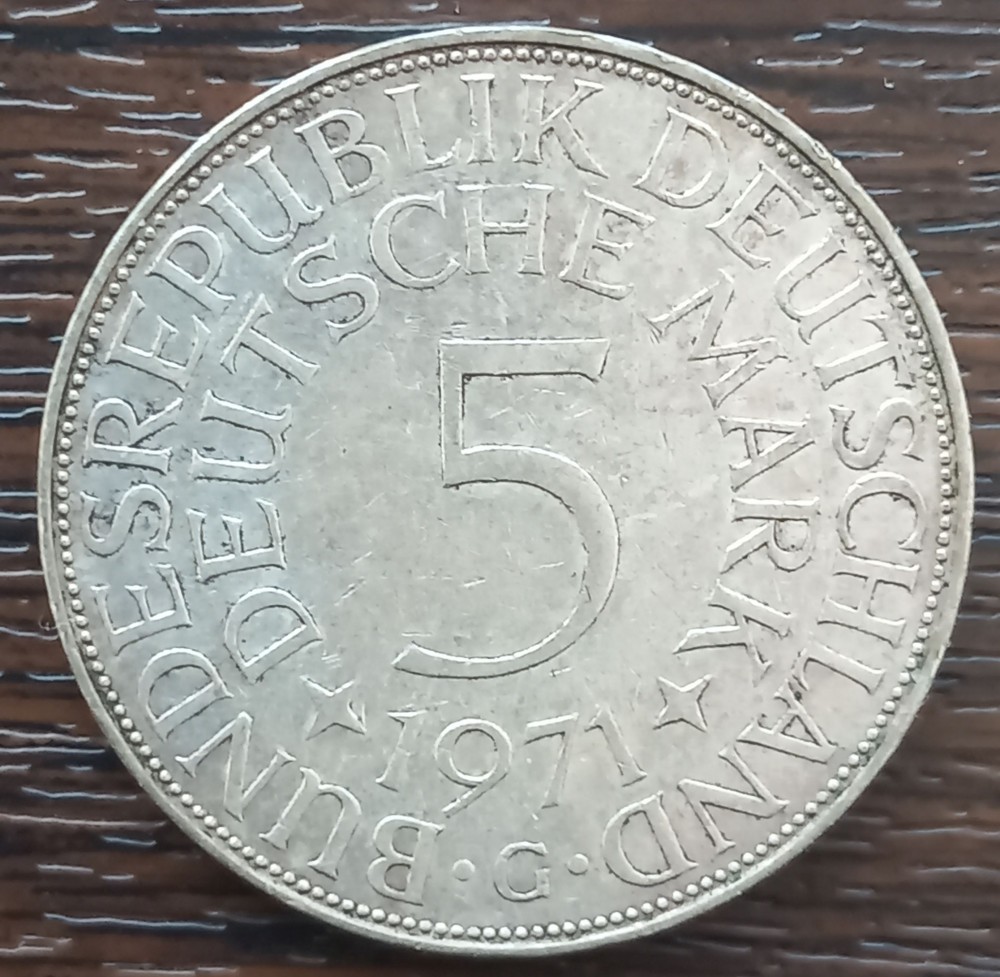 BUNDESREPUBLIK DEUTSCHLAND
DEUTSCHE MARK
5
1971
· G ·